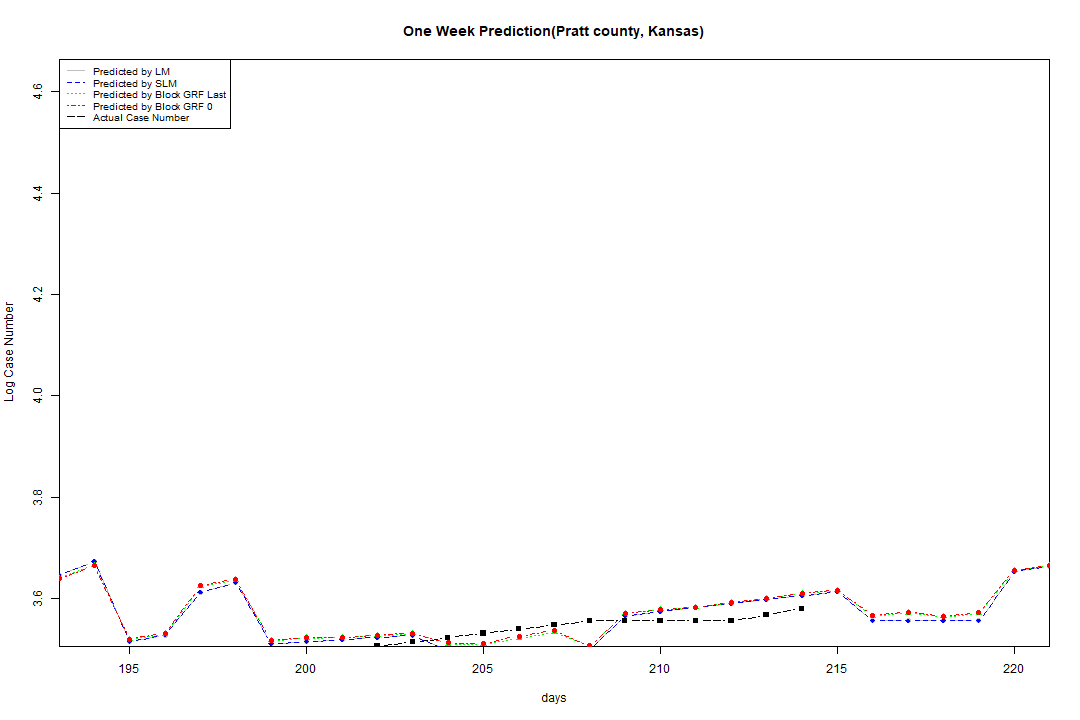 One Week Prediction(Pratt county, Kansas)
Predicted by LM
Predicted by SLM
Predicted by Block GRF Last
Predicted by Block GRF 0
Actual Case Number
4.6
4.4
4.2
4.0
3.8
3.6
Log Case Number
195 200 205 210 215 220
days